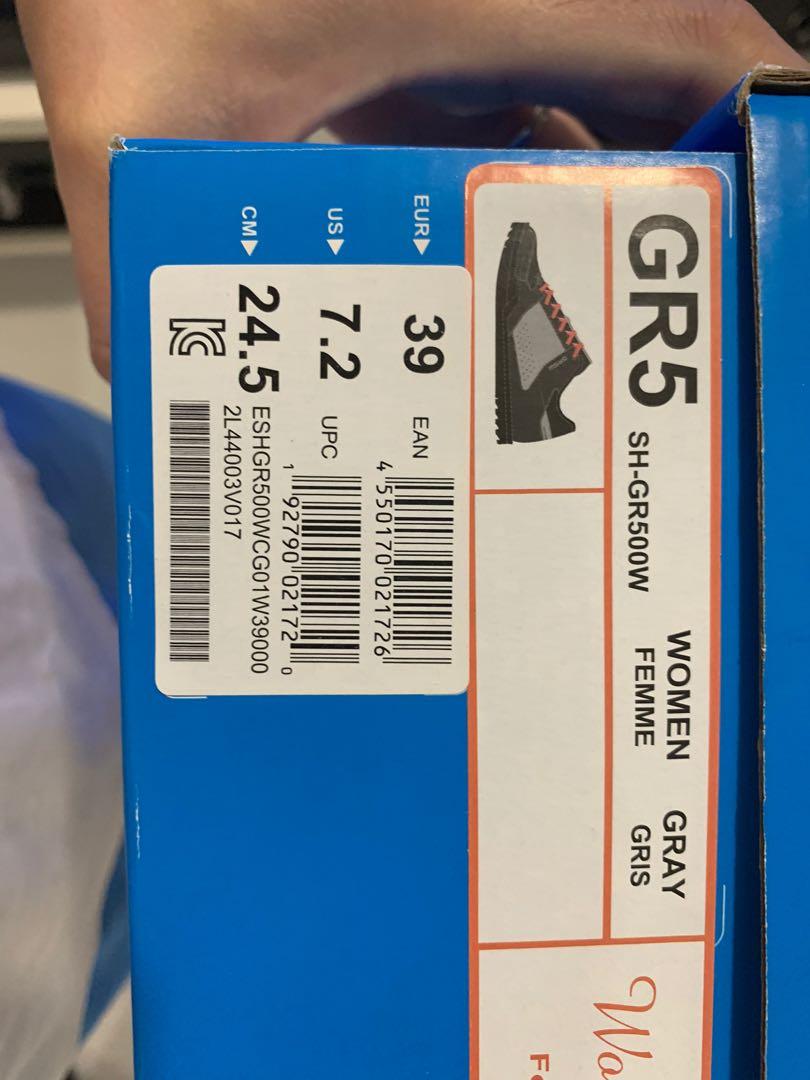 GR5 SH-GR500W
WOMEN GRAY
FEMME GRIS
EUR▶ 39 EAN
4 550170 021726
US▶ 7.2 UPC
1 92790 02172 0
CM▶ 24.5 ESHGR500WCG01W39000
2L44003V017